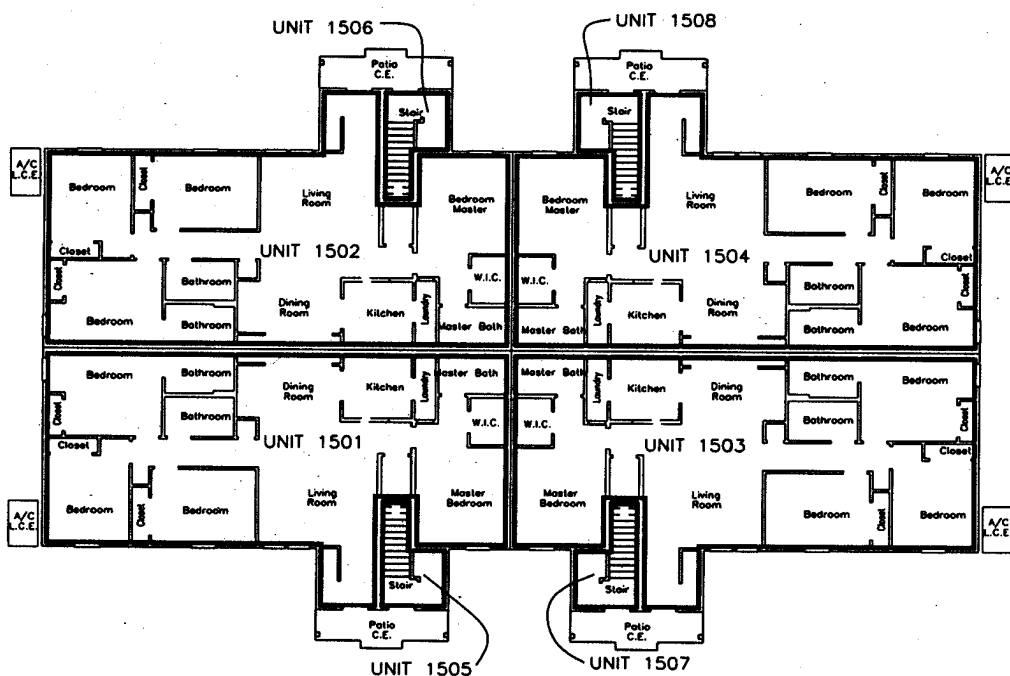 UNIT 1506
UNIT 1508
Patio
C.E.
Patio
C.E.
Stair
Stair
A/C
L.C.E.
Bedroom
Closet
Bedroom
Living
Room
Bedroom
Master
Bedroom
Master
Living
Room
Bedroom
Closet
Bedroom
A/C
L.C.E.
Closet
UNIT 1502
UNIT 1504
Closet
Closet
Bathroom
W.I.C.
W.I.C.
Bathroom
Closet
Bedroom
Bathroom
Dining
Room
Kitchen
Laundry
Master Bath
Master Bath
Laundry
Kitchen
Dining
Room
Bathroom
Bedroom
Bedroom
Bathroom
Dining
Room
Kitchen
Laundry
Master Bath
Master Bath
Laundry
Kitchen
Dining
Room
Bathroom
Bedroom
Closet
Bathroom
W.I.C.
W.I.C.
Bathroom
Closet
Closet
UNIT 1501
UNIT 1503
Closet
A/C
L.C.E.
Bedroom
Closet
Bedroom
Living
Room
Master
Bedroom
Master
Bedroom
Living
Room
Bedroom
Closet
Bedroom
A/C
L.C.E.
Stair
Stair
Patio
C.E.
Patio
C.E.
UNIT 1505
UNIT 1507